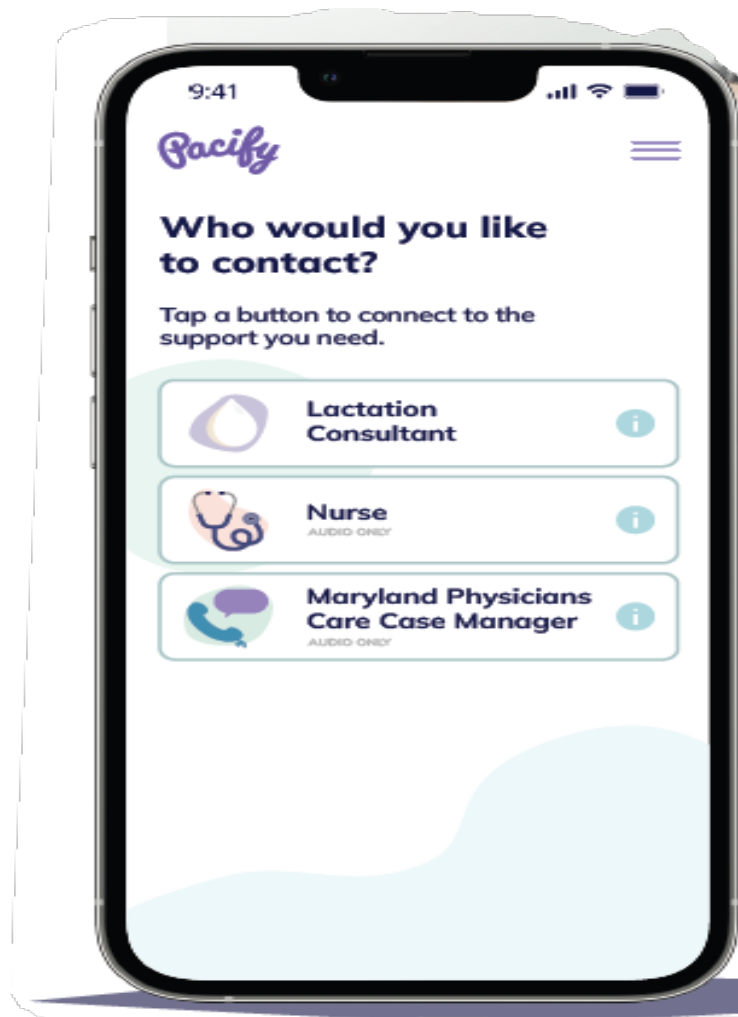 9:41
Pacify
Who would you like
to contact?
Tap a button to connect to the
support you need.
Lactation
Consultant
i
Nurse
AUDIO ONLY
i
Maryland Physicians
Care Case Manager
AUDIO ONLY
i